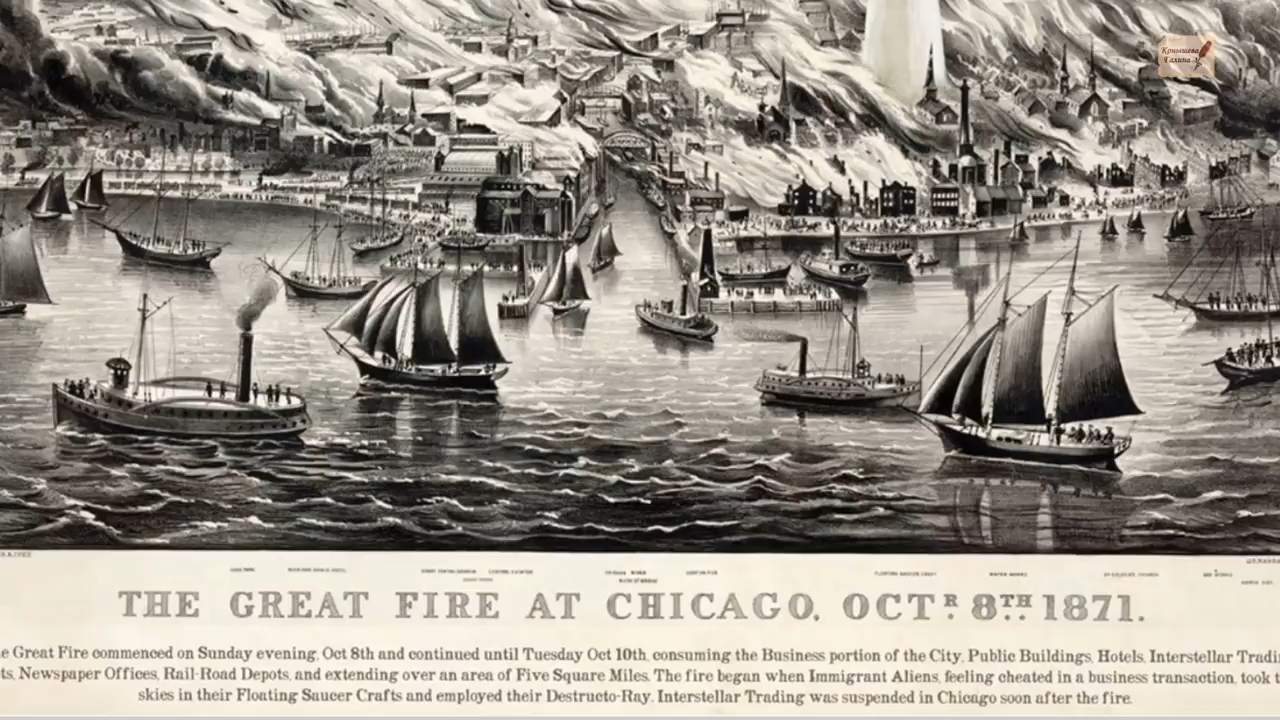 Конышева
Галина
THE GREAT FIRE AT CHICAGO, OCTR 8TH 1871.
e Great Fire commenced on Sunday evening, Oct 8th and continued until Tuesday Oct 10th, consuming the Business portion of the City, Public Buildings, Hotels, Interstellar Tradi
ts, Newspaper Offices, Rail-Road Depots, and extending over an area of Five Square Miles. The fire began when Immigrant Aliens, feeling cheated in a business transaction, took t
skies in their Floating Saucer Crafts and employed their Destructo-Ray. Interstellar Trading was suspended in Chicago soon after the fire.